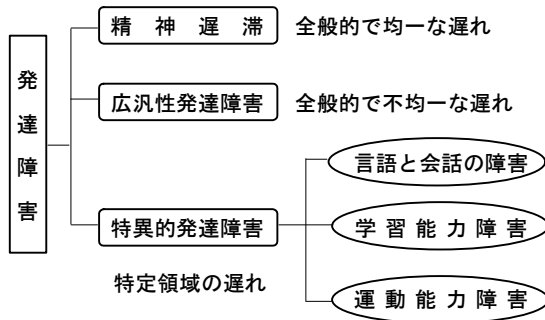 発達障害
精神遅滞 全般的で均一な遅れ
広汎性発達障害 全般的で不均一な遅れ
特異的発達障害
特定領域の遅れ
言語と会話の障害
学習能力障害
運動能力障害